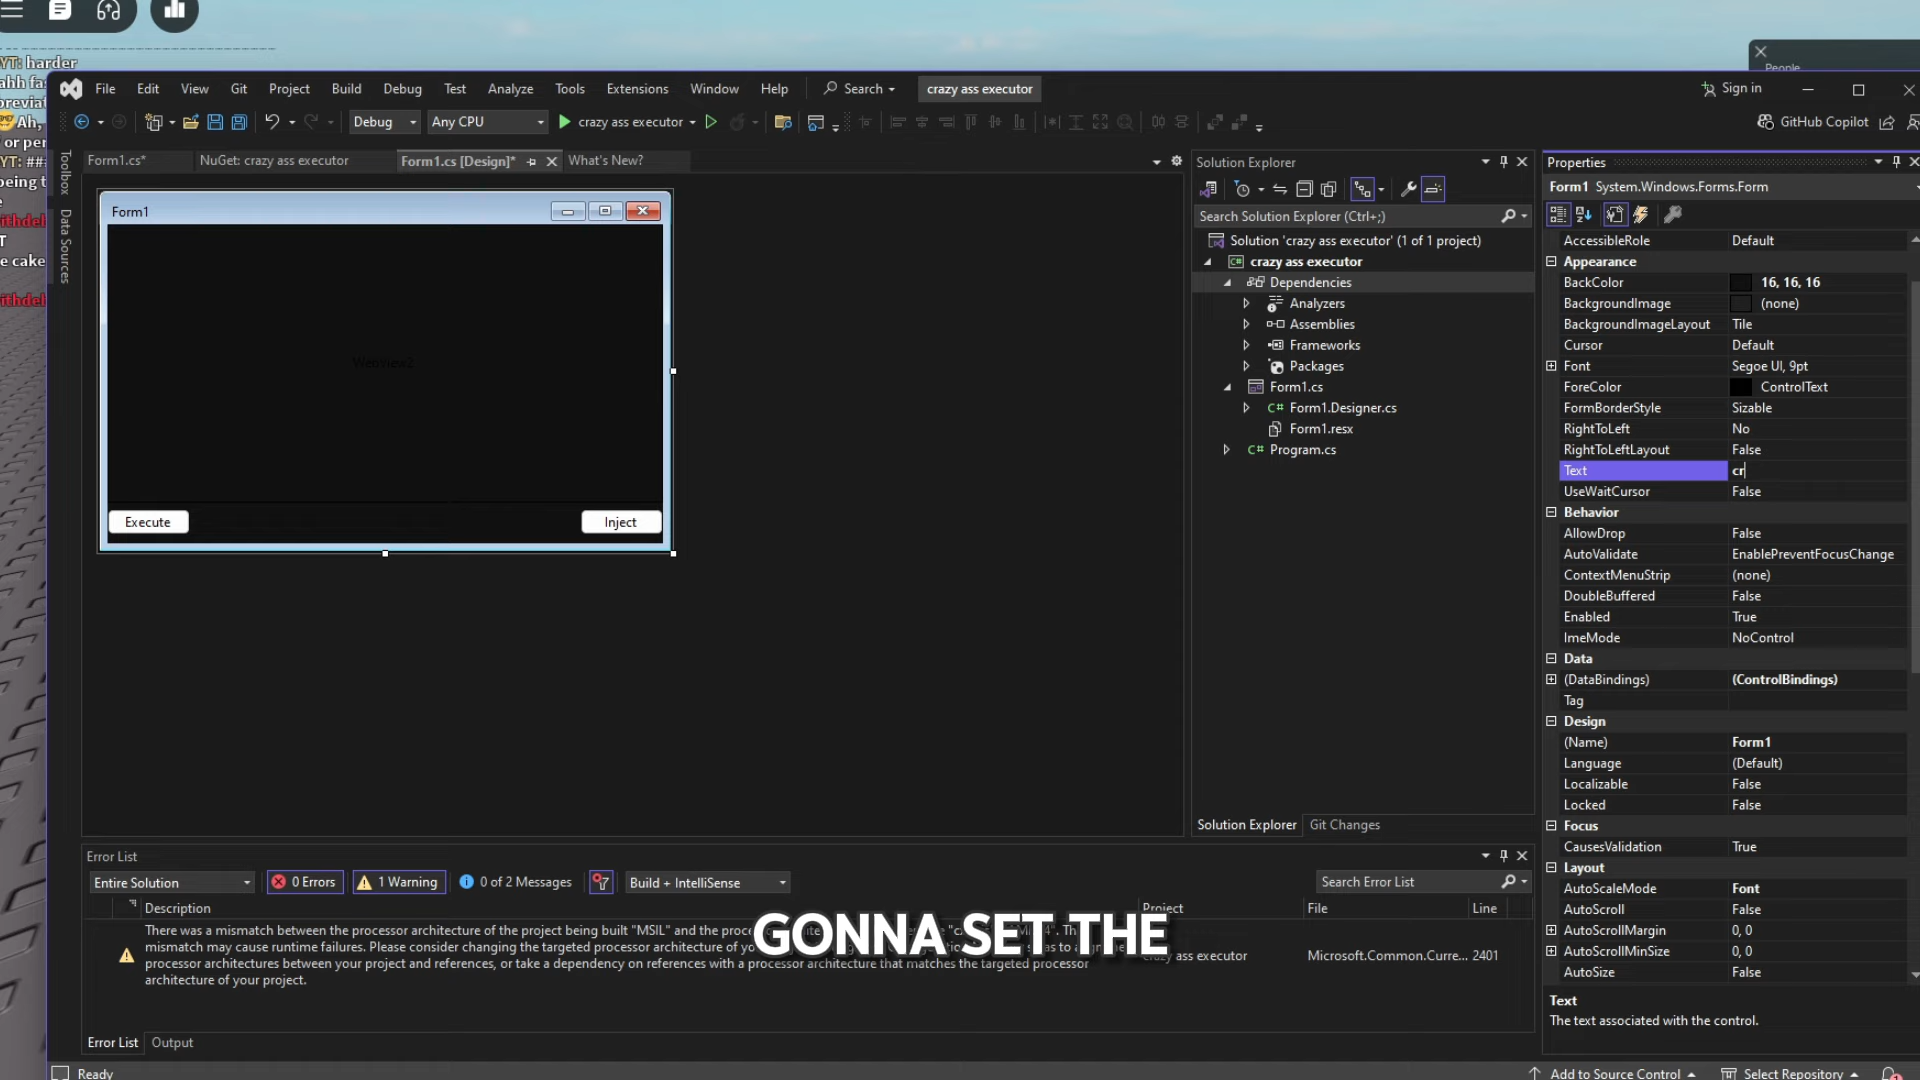 YT: harder
YT: ###
being t
T
e cake
People
File Edit View Git Project Build Debug Test Analyze Tools Extensions Window Help Search crazy ass executor Sign in
Debug Any CPU crazy ass executor GitHub Copilot
Form1.cs* NuGet: crazy ass executor Form1.cs [Design]* What's New?
Toolbox
Data Sources
Form1
WebView2
Execute Inject
Solution Explorer
Search Solution Explorer (Ctrl+;)
Solution 'crazy ass executor' (1 of 1 project)
crazy ass executor
Dependencies
Analyzers
Assemblies
Frameworks
Packages
Form1.cs
Form1.Designer.cs
Form1.resx
Program.cs
Solution Explorer Git Changes
Properties
Form1 System.Windows.Forms.Form
AccessibleRole Default
Appearance
BackColor 16, 16, 16
BackgroundImage (none)
BackgroundImageLayout Tile
Cursor Default
Font Segoe UI, 9pt
ForeColor ControlText
FormBorderStyle Sizable
RightToLeft No
RightToLeftLayout False
Text cr
UseWaitCursor False
Behavior
AllowDrop False
AutoValidate EnablePreventFocusChange
ContextMenuStrip (none)
DoubleBuffered False
Enabled True
ImeMode NoControl
Data
(DataBindings) (ControlBindings)
Tag
Design
(Name) Form1
Language (Default)
Localizable False
Locked False
Focus
CausesValidation True
Layout
AutoScaleMode Font
AutoScroll False
AutoScrollMargin 0, 0
AutoScrollMinSize 0, 0
AutoSize False
Text
The text associated with the control.
Error List
Entire Solution 0 Errors 1 Warning 0 of 2 Messages Build + IntelliSense Search Error List
Description Project File Line
There was a mismatch between the processor architecture of the project being built "MSIL" and the proce
mismatch may cause runtime failures. Please consider changing the targeted processor architecture of yo
processor architectures between your project and references, or take a dependency on references with a processor architecture that matches the targeted processor
architecture of your project.
crazy ass executor Microsoft.Common.Curre... 2401
GONNA SET THE
Error List Output
Ready Add to Source Control Select Repository